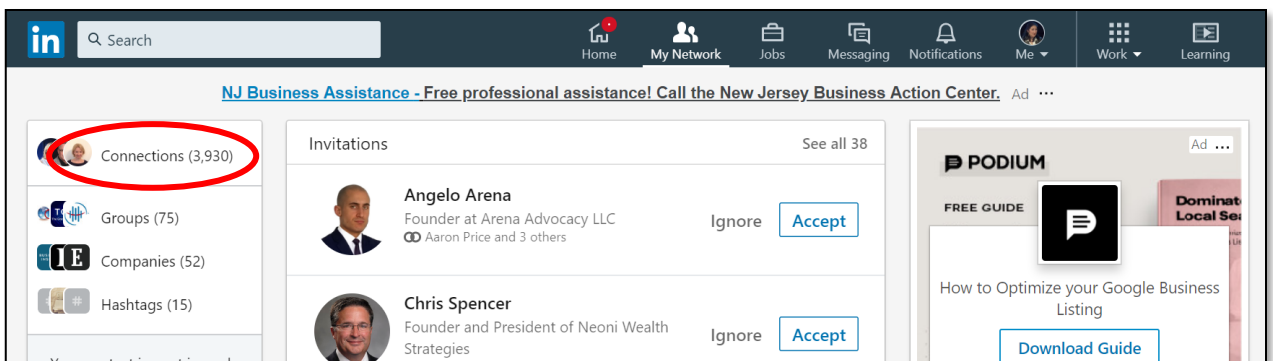 in
Search
Home
My Network
Jobs
Messaging
Notifications
Me
Work
Learning
NJ Business Assistance - Free professional assistance! Call the New Jersey Business Action Center. Ad ...
Connections (3,930)
Groups (75)
Companies (52)
Hashtags (15)
Invitations
See all 38
Angelo Arena
Founder at Arena Advocacy LLC
Aaron Price and 3 others
Ignore
Accept
Chris Spencer
Founder and President of Neoni Wealth
Strategies
Ignore
Accept
Ad ...
PODIUM
FREE GUIDE
Dominat
Local Sea
How to Optimize your Google Business
Listing
Download Guide